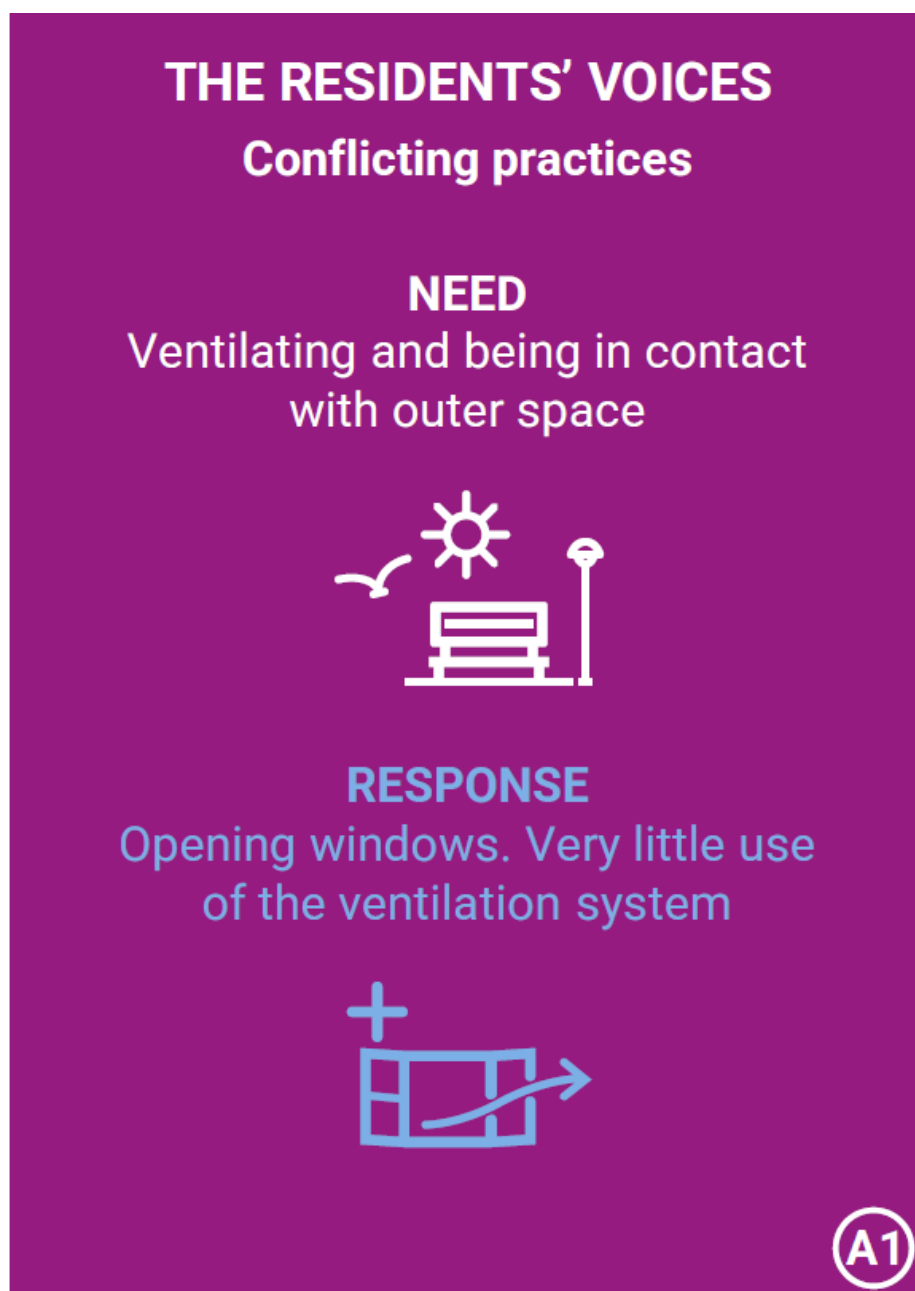 THE RESIDENTS’ VOICES
Conflicting practices
NEED
Ventilating and being in contact
with outer space
RESPONSE
Opening windows. Very little use
of the ventilation system
A1